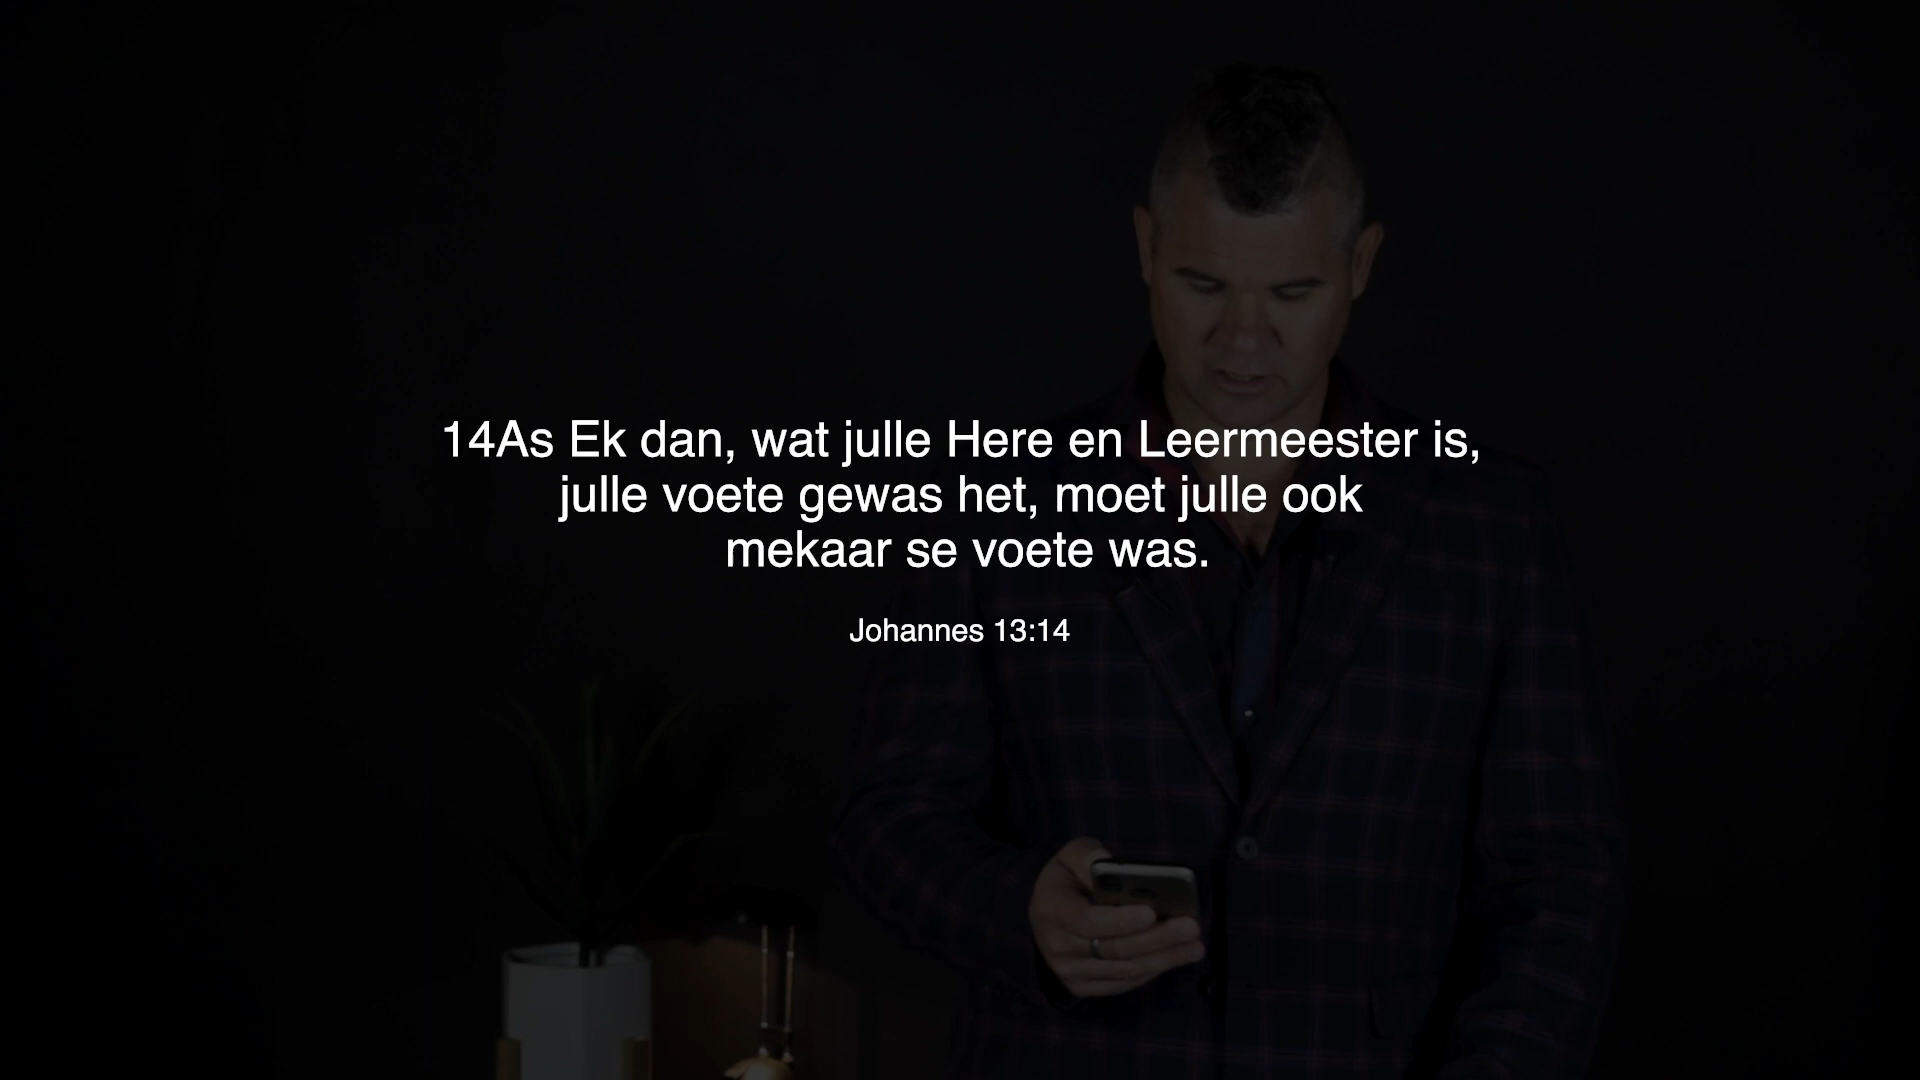 14As Ek dan, wat julle Here en Leermeester is,
julle voete gewas het, moet julle ook
mekaar se voete was.
Johannes 13:14